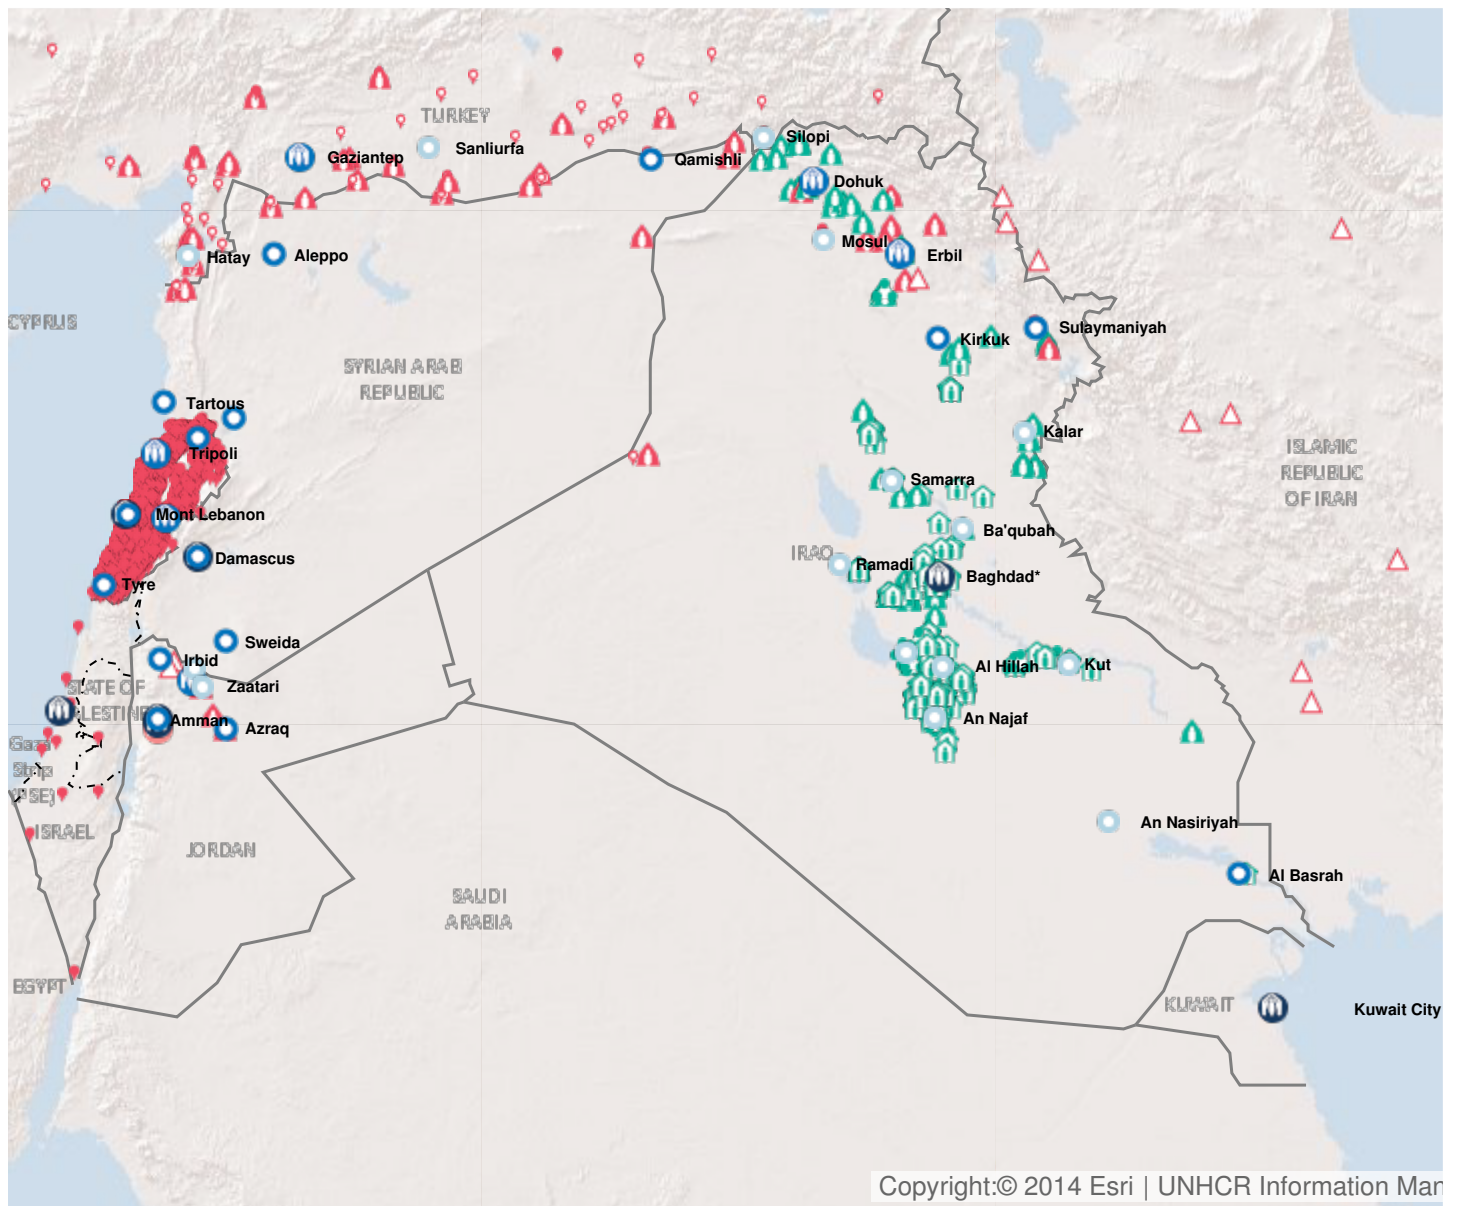 TURKEY
Silopi
Sanliurfa
Gaziantep
Qamishli
Dohuk
Mosul
Hatay
Aleppo
Erbil
CYPRUS
Kirkuk
Sulaymaniyah
SYRIAN ARAB
REPUBLIC
Tartous
Kalar
Tripoli
ISLAMIC
REPUBLIC
OF IRAN
Samarra
Mont Lebanon
Ba'qubah
IRAQ
Damascus
Ramadi
Baghdad*
Tyre
Sweida
Irbid
Al Hillah
Kut
Zaatari
STATE OF
PALESTINE
Amman
Azraq
An Najaf
Gaza
Strip
(PSE)
An Nasiriyah
ISRAEL
JORDAN
Al Basrah
SAUDI
ARABIA
EGYPT
KUWAIT
Kuwait City
Copyright:© 2014 Esri | UNHCR Information Man